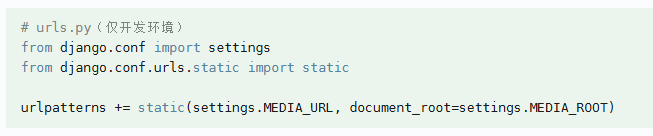 # urls.py（仅开发环境）
from django.conf import settings
from django.conf.urls.static import static

urlpatterns += static(settings.MEDIA_URL, document_root=settings.MEDIA_ROOT)